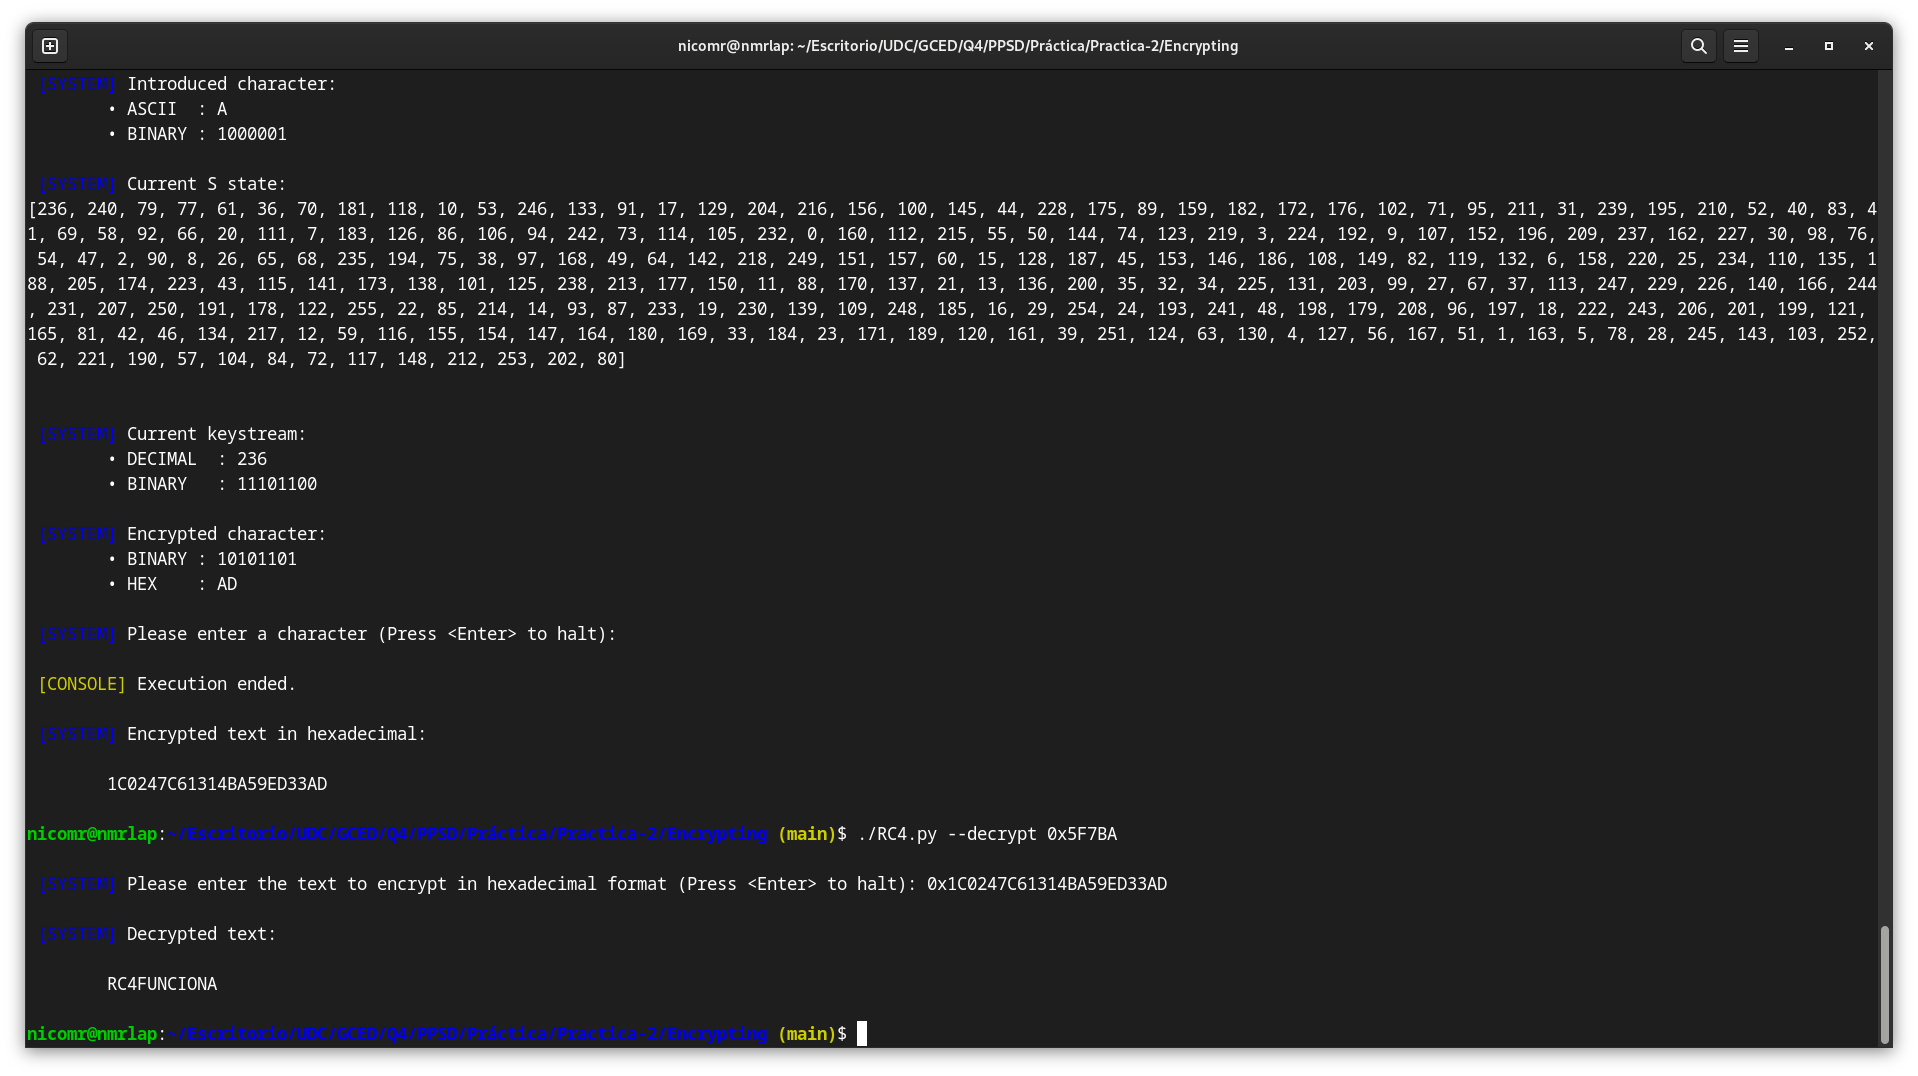 nicomr@nmrlap: ~/Escritorio/UDC/GCED/Q4/PPSD/Práctica/Practica-2/Encrypting
[SYSTEM] Introduced character:
• ASCII  : A
• BINARY : 1000001
[SYSTEM] Current S state:
[236, 240, 79, 77, 61, 36, 70, 181, 118, 10, 53, 246, 133, 91, 17, 129, 204, 216, 156, 100, 145, 44, 228, 175, 89, 159, 182, 172, 176, 102, 71, 95, 211, 31, 239, 195, 210, 52, 40, 83, 4
1, 69, 58, 92, 66, 20, 111, 7, 183, 126, 86, 106, 94, 242, 73, 114, 105, 232, 0, 160, 112, 215, 55, 50, 144, 74, 123, 219, 3, 224, 192, 9, 107, 152, 196, 209, 237, 162, 227, 30, 98, 76,
54, 47, 2, 90, 8, 26, 65, 68, 235, 194, 75, 38, 97, 168, 49, 64, 142, 218, 249, 151, 157, 60, 15, 128, 187, 45, 153, 146, 186, 108, 149, 82, 119, 132, 6, 158, 220, 25, 234, 110, 135, 1
88, 205, 174, 223, 43, 115, 141, 173, 138, 101, 125, 238, 213, 177, 150, 11, 88, 170, 137, 21, 13, 136, 200, 35, 32, 34, 225, 131, 203, 99, 27, 67, 37, 113, 247, 229, 226, 140, 166, 244
, 231, 207, 250, 191, 178, 122, 255, 22, 85, 214, 14, 93, 87, 233, 19, 230, 139, 109, 248, 185, 16, 29, 254, 24, 193, 241, 48, 198, 179, 208, 96, 197, 18, 222, 243, 206, 201, 199, 121,
165, 81, 42, 46, 134, 217, 12, 59, 116, 155, 154, 147, 164, 180, 169, 33, 184, 23, 171, 189, 120, 161, 39, 251, 124, 63, 130, 4, 127, 56, 167, 51, 1, 163, 5, 78, 28, 245, 143, 103, 252,
62, 221, 190, 57, 104, 84, 72, 117, 148, 212, 253, 202, 80]
[SYSTEM] Current keystream:
• DECIMAL  : 236
• BINARY   : 11101100
[SYSTEM] Encrypted character:
• BINARY : 10101101
• HEX    : AD
[SYSTEM] Please enter a character (Press <Enter> to halt):
[CONSOLE] Execution ended.
[SYSTEM] Encrypted text in hexadecimal:
1C0247C61314BA59ED33AD
nicomr@nmrlap:~/Escritorio/UDC/GCED/Q4/PPSD/Práctica/Practica-2/Encrypting (main)$ ./RC4.py --decrypt 0x5F7BA
[SYSTEM] Please enter the text to encrypt in hexadecimal format (Press <Enter> to halt): 0x1C0247C61314BA59ED33AD
[SYSTEM] Decrypted text:
RC4FUNCIONA
nicomr@nmrlap:~/Escritorio/UDC/GCED/Q4/PPSD/Práctica/Practica-2/Encrypting (main)$